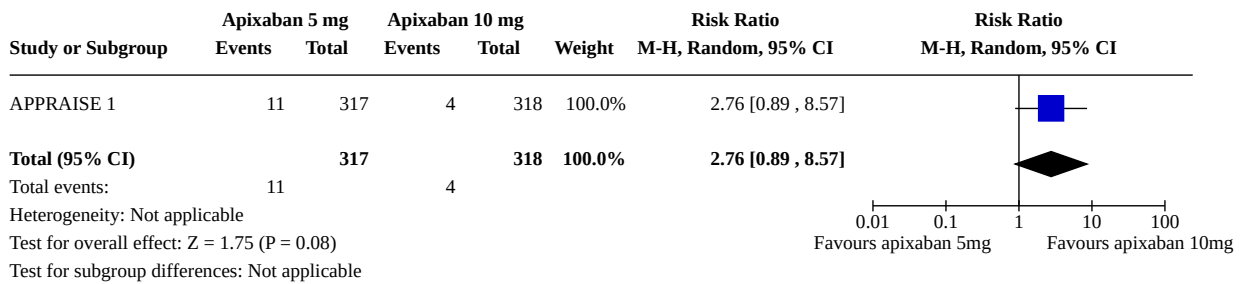 Apixaban 5 mg Apixaban 10 mg Risk Ratio Risk Ratio
Study or Subgroup Events Total Events Total Weight M-H, Random, 95% CI M-H, Random, 95% CI
APPRAISE 1 11 317 4 318 100.0% 2.76 [0.89 , 8.57]
Total (95% CI) 317 318 100.0% 2.76 [0.89 , 8.57]
Total events: 11 4
Heterogeneity: Not applicable
Test for overall effect: Z = 1.75 (P = 0.08)
Test for subgroup differences: Not applicable
0.01 0.1 1 10 100
Favours apixaban 5mg Favours apixaban 10mg